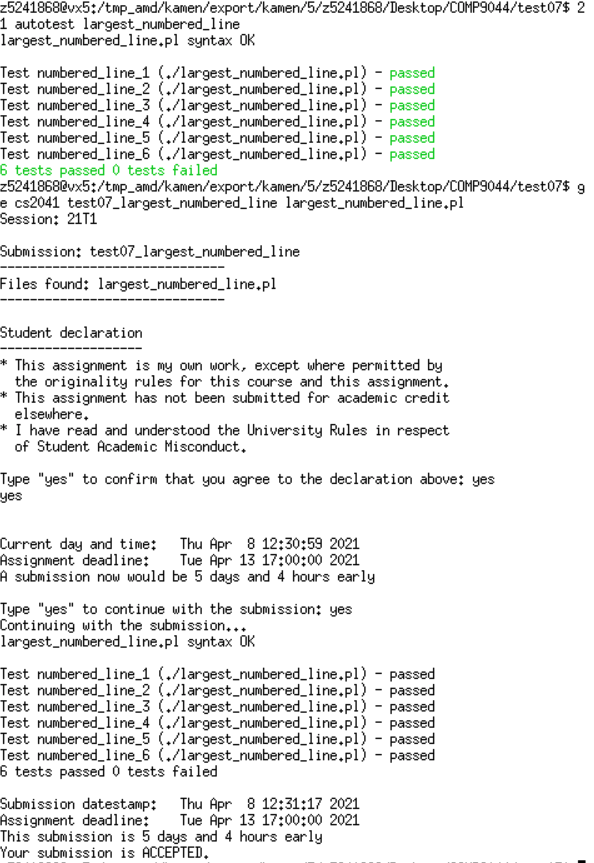 z5241868@vx5:/tmp_amd/kamen/export/kamen/5/z5241868/Desktop/COMP9044/test07$ 2
1 autotest largest_numbered_line
largest_numbered_line.pl syntax OK
Test numbered_line_1 (./largest_numbered_line.pl) - passed
Test numbered_line_2 (./largest_numbered_line.pl) - passed
Test numbered_line_3 (./largest_numbered_line.pl) - passed
Test numbered_line_4 (./largest_numbered_line.pl) - passed
Test numbered_line_5 (./largest_numbered_line.pl) - passed
Test numbered_line_6 (./largest_numbered_line.pl) - passed
6 tests passed 0 tests failed
z5241868@vx5:/tmp_amd/kamen/export/kamen/5/z5241868/Desktop/COMP9044/test07$ g
e cs2041 test07_largest_numbered_line largest_numbered_line.pl
Session: 21T1
Submission: test07_largest_numbered_line
------------------------------
Files found: largest_numbered_line.pl
------------------------------
Student declaration
-------------------
* This assignment is my own work, except where permitted by
the originality rules for this course and this assignment.
* This assignment has not been submitted for academic credit
elsewhere.
* I have read and understood the University Rules in respect
of Student Academic Misconduct.
Type "yes" to confirm that you agree to the declaration above: yes
yes
Current day and time:   Thu Apr  8 12:30:59 2021
Assignment deadline:    Tue Apr 13 17:00:00 2021
A submission now would be 5 days and 4 hours early
Type "yes" to continue with the submission: yes
Continuing with the submission...
largest_numbered_line.pl syntax OK
Test numbered_line_1 (./largest_numbered_line.pl) - passed
Test numbered_line_2 (./largest_numbered_line.pl) - passed
Test numbered_line_3 (./largest_numbered_line.pl) - passed
Test numbered_line_4 (./largest_numbered_line.pl) - passed
Test numbered_line_5 (./largest_numbered_line.pl) - passed
Test numbered_line_6 (./largest_numbered_line.pl) - passed
6 tests passed 0 tests failed
Submission datestamp:   Thu Apr  8 12:31:17 2021
Assignment deadline:    Tue Apr 13 17:00:00 2021
This submission is 5 days and 4 hours early
Your submission is ACCEPTED.